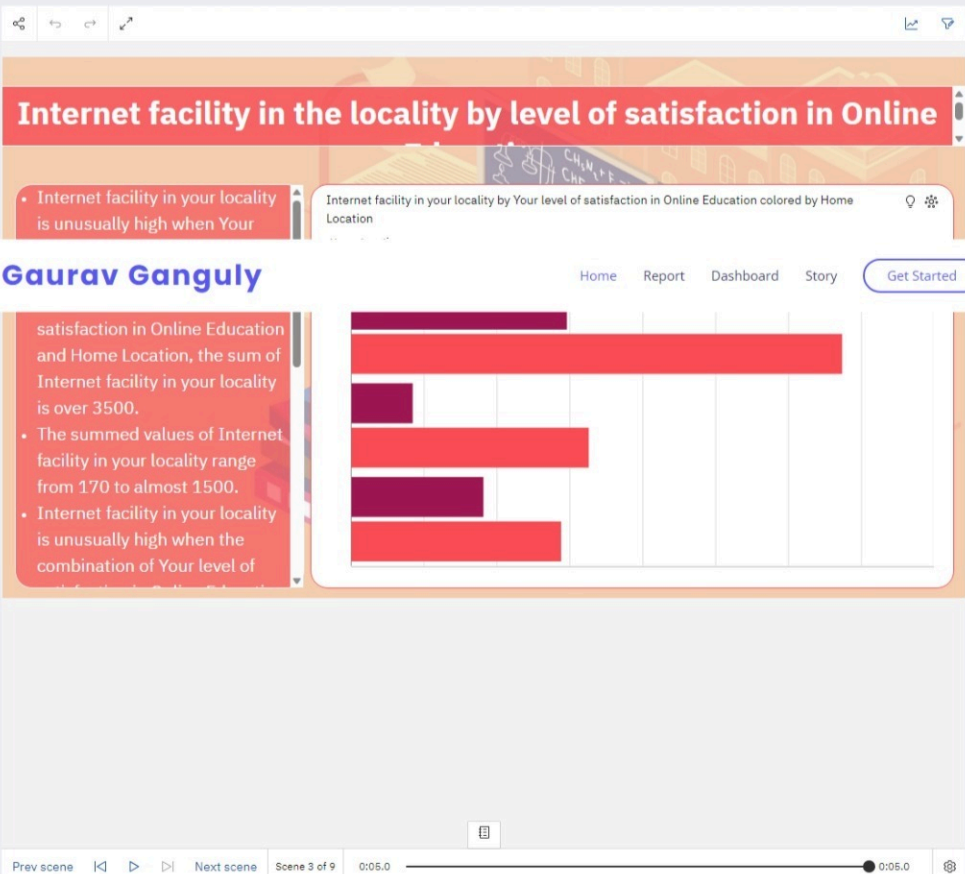 Internet facility in the locality by level of satisfaction in Online
Internet facility in your locality
is unusually high when Your
Internet facility in your locality by Your level of satisfaction in Online Education colored by Home
Location
Gaurav Ganguly
Home Report Dashboard Story Get Started
satisfaction in Online Education
and Home Location, the sum of
Internet facility in your locality
is over 3500.
The summed values of Internet
facility in your locality range
from 170 to almost 1500.
Internet facility in your locality
is unusually high when the
combination of Your level of
Prev scene Next scene Scene 3 of 9 0:05.0 0:05.0